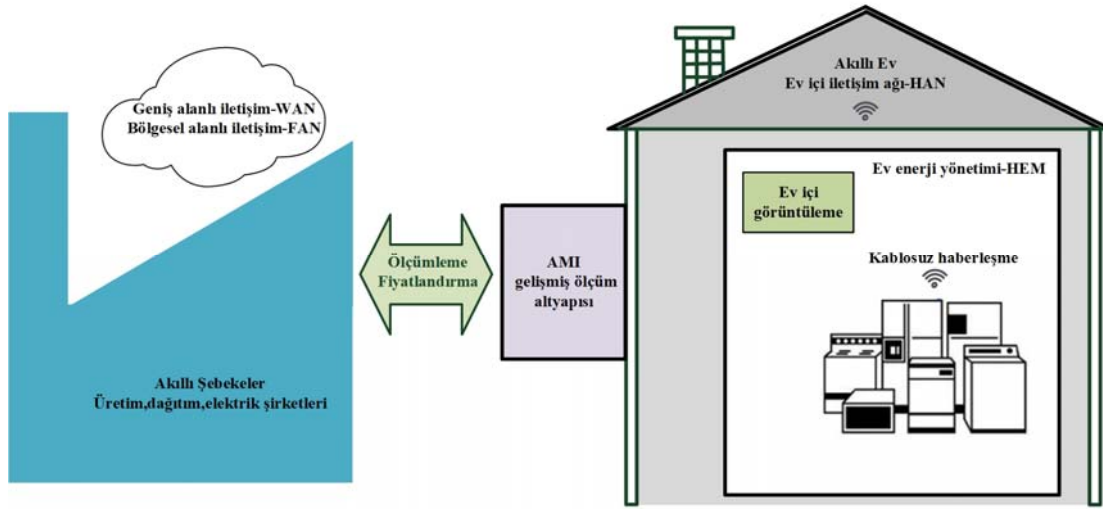 Geniş alanlı iletişim-WAN
Bölgesel alanlı iletişim-FAN
Akıllı Şebekeler
Üretim,dağıtım,elektrik şirketleri
Ölçümleme
Fiyatlandırma
AMI
gelişmiş ölçüm
altyapısı
Akıllı Ev
Ev içi iletişim ağı-HAN
Ev enerji yönetimi-HEM
Ev içi
görüntüleme
Kablosuz haberleşme